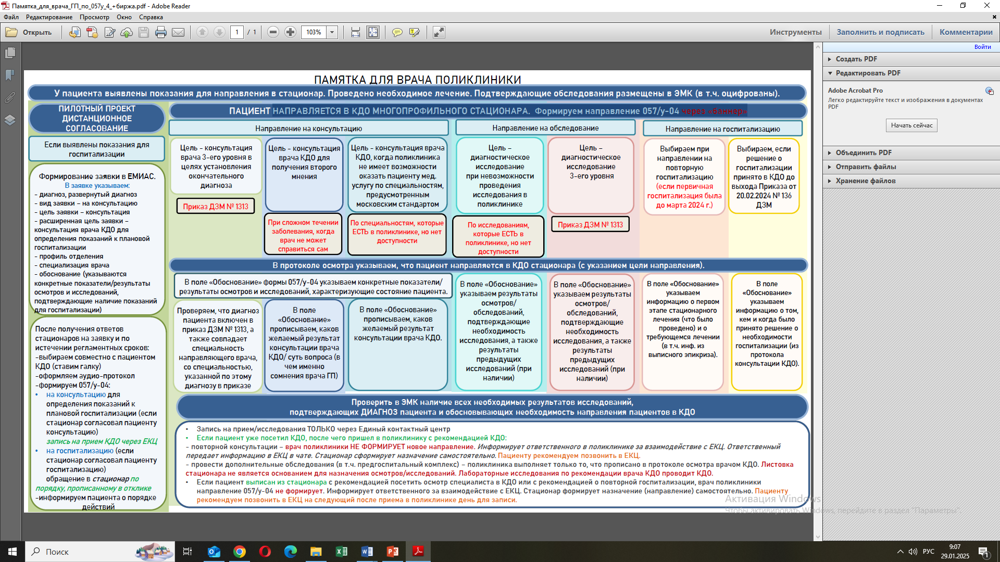 Памятка_для_врача_ГП_по_057у_4_+биржа.pdf - Adobe Reader
Файл Редактирование Просмотр Окно Справка
Открыть
1 / 1
103%
Инструменты
Заполнить и подписать
Комментарии
Войти
Создать PDF
Редактировать PDF
Adobe Acrobat Pro
Легко редактируйте текст и изображения в документах
PDF
Начать сейчас
Объединить PDF
Отправить файлы
Хранение файлов
ПАМЯТКА ДЛЯ ВРАЧА ПОЛИКЛИНИКИ
У пациента выявлены показания для направления в стационар. Проведено необходимое лечение. Подтверждающие обследования размещены в ЭМК (в т.ч. оцифрованы).
ПИЛОТНЫЙ ПРОЕКТ
ДИСТАНЦИОННОЕ
СОГЛАСОВАНИЕ
Если выявлены показания для
госпитализации
Формирование заявки в ЕМИАС.
В заявке указываем:
- диагноз, развернутый диагноз
- вид заявки – на консультацию
- цель заявки – консультация
- расширенная цель заявки –
консультация врача КДО для
определения показаний к плановой
госпитализации
- профиль отделения
- специализация врача
- обоснование (указываются
конкретные показатели/результаты
осмотров и исследований,
подтверждающие наличие показаний
для госпитализации)
После получения ответов
стационаров на заявку и по
истечении регламентных сроков:
-выбираем совместно с пациентом
КДО (ставим галку)
-оформляем аудио-протокол
-формируем 057/у-04:
• на консультацию для
определения показаний к
плановой госпитализации (если
стационар согласовал пациенту
консультацию)
запись на прием КДО через ЕКЦ
• на госпитализацию (если
стационар согласовал пациенту
госпитализацию)
обращение в стационар по
порядку, прописанному в отклике
-информируем пациента о порядке
действий
ПАЦИЕНТ НАПРАВЛЯЕТСЯ В КДО МНОГОПРОФИЛЬНОГО СТАЦИОНАРА. Формируем направление 057/у-04 через «баннер»
Направление на консультацию
Направление на обследование
Направление на госпитализацию
Цель – консультация
врача 3-его уровня в
целях установления
окончательного
диагноза
Приказ ДЗМ № 1313
Цель – консультация
врача КДО для
получения второго
мнения
При сложном течении
заболевания, когда
врач не может
справиться сам
Цель – консультация врача
КДО, когда поликлиника
не имеет возможности
оказать пациенту мед.
услугу по специальностям,
предусмотренным
московским стандартом
По специальностям, которые
ЕСТЬ в поликлинике, но нет
доступности
Цель –
диагностическое
исследование
при невозможности
проведения
исследования в
поликлинике
По исследованиям,
которые ЕСТЬ в
поликлинике, но нет
доступности
Цель –
диагностическое
исследование
3-его уровня
Приказ ДЗМ № 1313
Выбираем при
направлении на
повторную
госпитализацию
(если первичная
госпитализация была
до марта 2024 г.)
Выбираем, если
решение о
госпитализации
принято в КДО до
выхода Приказа от
20.02.2024 № 136
ДЗМ
В протоколе осмотра указываем, что пациент направляется в КДО стационара (с указанием цели направления).
В поле «Обоснование» формы 057/у-04 указываем конкретные показатели/
результаты осмотров и исследований, характеризующие состояние пациента.
Проверяем, что диагноз
пациента включен в
приказ ДЗМ № 1313, а
также совпадает
специальность
направляющего врача,
со специальностью,
указанной по этому
диагнозу в приказе
В поле
«Обоснование»
прописываем, каков
желаемый результат
консультации врача
КДО/ суть вопроса (в
чем именно
сомнения врача ГП)
В поле «Обоснование»
прописываем, каков
желаемый результат
консультации врача КДО.
В поле «Обоснование»
указываем результаты
осмотров/
обследований,
подтверждающие
необходимость
исследования, а также
результаты
предыдущих
исследований (при
наличии)
В поле «Обоснование»
указываем результаты
осмотров/
обследований,
подтверждающие
необходимость
исследования, а также
результаты
предыдущих
исследований (при
наличии)
В поле «Обоснование»
указываем
информацию о первом
этапе стационарного
лечения (что было
проведено) и о
требующемся лечении
(в т.ч. инф. из
выписного эпикриза).
В поле
«Обоснование»
указываем
информацию о том,
кем и когда было
принято решение о
необходимости
госпитализации (из
протокола
консультации КДО).
Проверить в ЭМК наличие всех необходимых результатов исследований,
подтверждающих ДИАГНОЗ пациента и обосновывающих необходимость направления пациентов в КДО
• Запись на прием/исследования ТОЛЬКО через Единый контактный центр
• Если пациент уже посетил КДО, после чего пришел в поликлинику с рекомендацией КДО:
- повторной консультации – врач поликлиники НЕ ФОРМИРУЕТ новое направление. Информирует ответственного в поликлинике за взаимодействие с ЕКЦ. Ответственный
передает информацию в ЕКЦ в чате. Стационар сформирует назначение самостоятельно. Пациенту рекомендуем позвонить в ЕКЦ.
- провести дополнительные обследования (в т.ч. предгоспитальный комплекс) – поликлиника выполняет только то, что прописано в протоколе осмотра врачом КДО. Листовка
стационара не является основанием для назначения осмотров/исследований. Лабораторные исследования по рекомендации врача КДО проводит КДО.
• Если пациент выписан из стационара с рекомендацией посетить осмотр специалиста в КДО или с рекомендацией о повторной госпитализации, врач поликлиники
направление 057/у-04 не формирует. Информирует ответственного за взаимодействие с ЕКЦ. Стационар формирует назначение (направление) самостоятельно. Пациенту
рекомендуем позвонить в ЕКЦ на следующий после приема в поликлинике день для записи.
Активация Windows
Чтобы активировать Windows, перейдите в раздел "Параметры".
Поиск
РУС
9:07
29.01.2025
1